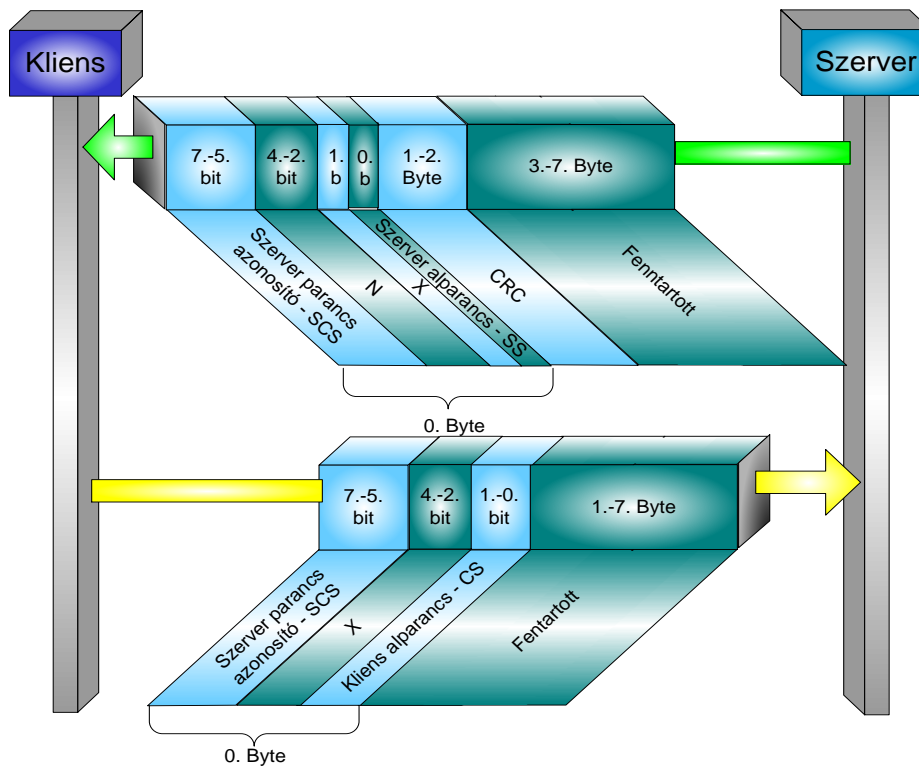 Kliens
Szerver
7.-5.
bit
4.-2.
bit
1.
b
0.
b
1.-2.
Byte
3.-7. Byte
Szerver parancs
azonosító - SCS
N
X
Szerver alparancs - SS
CRC
Fenntartott
0. Byte
7.-5.
bit
4.-2.
bit
1.-0.
bit
1.-7. Byte
Szerver parancs
azonosító - SCS
X
Kliens alparancs - CS
Fentartott
0. Byte